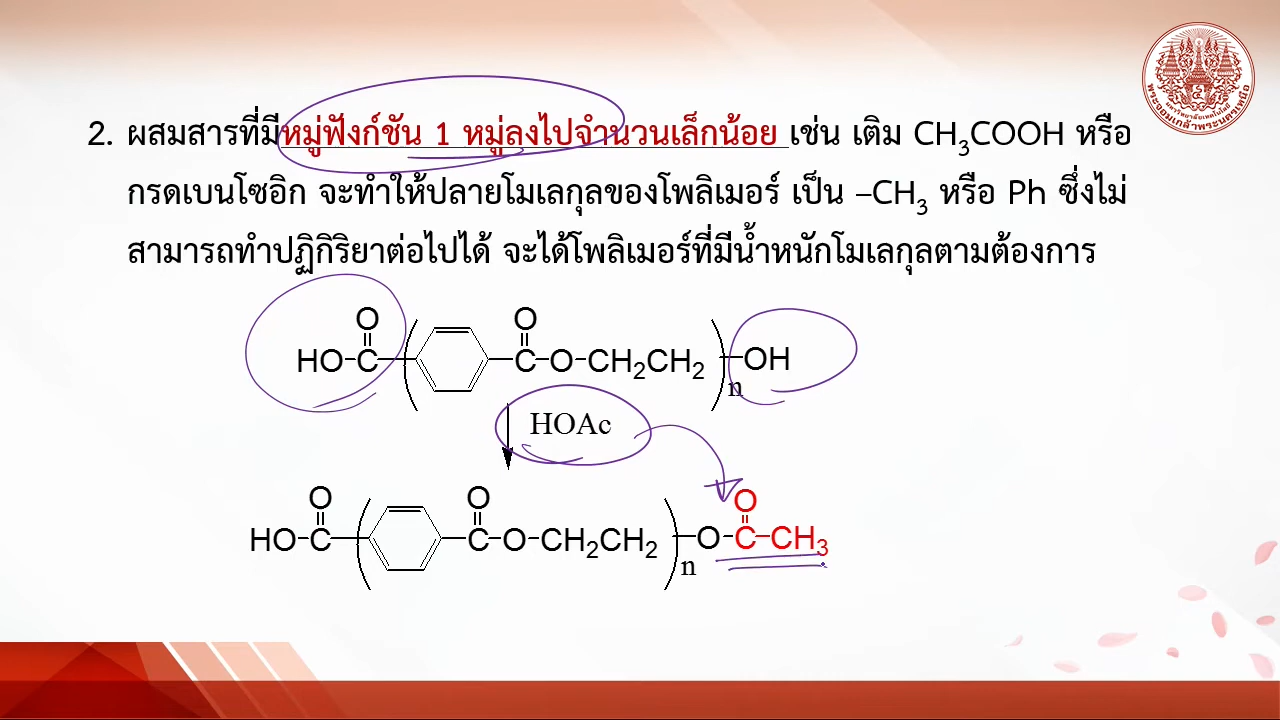 2. ผสมสารที่มีหมู่ฟังก์ชัน 1 หมู่ลงไปจำนวนเล็กน้อย เช่น เติม CH₃COOH หรือ
กรดเบนโซอิก จะทำให้ปลายโมเลกุลของโพลิเมอร์ เป็น –CH₃ หรือ Ph ซึ่งไม่
สามารถทำปฏิกิริยาต่อไปได้ จะได้โพลิเมอร์ที่มีน้ำหนักโมเลกุลตามต้องการ
O O
HO-C C-O-CH₂CH₂ OH
n
HOAc
O O O
HO-C C-O-CH₂CH₂ O-C-CH₃
n